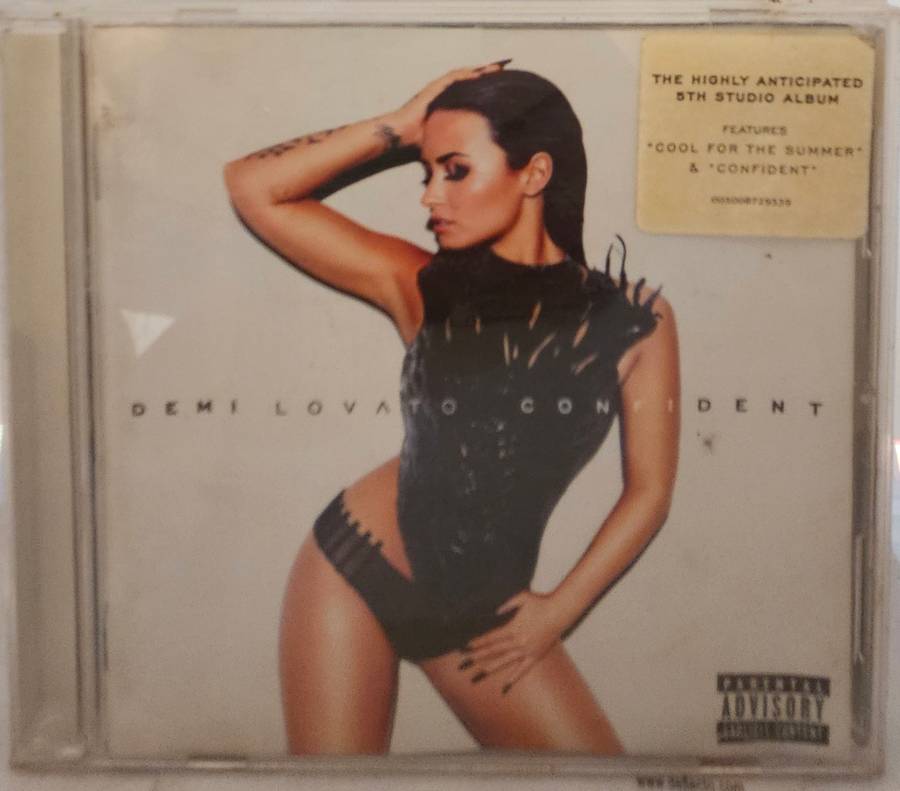 THE HIGHLY ANTICIPATED
5TH STUDIO ALBUM
FEATURES
"COOL FOR THE SUMMER"
& "CONFIDENT"
DEMI LOVATO CONFIDENT
PARENTAL
ADVISORY
EXPLICIT CONTENT